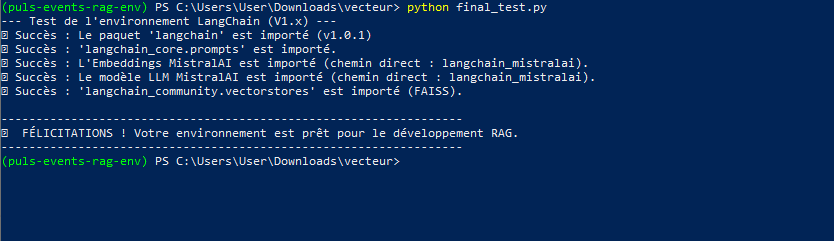 (puls-events-rag-env) PS C:\Users\User\Downloads\vecteur> python final_test.py
--- Test de l'environnement LangChain (V1.x) ---
Succès : Le paquet 'langchain' est importé (v1.0.1)
Succès : 'langchain_core.prompts' est importé.
Succès : L'Embeddings MistralAI est importé (chemin direct : langchain_mistralai).
Succès : Le modèle LLM MistralAI est importé (chemin direct : langchain_mistralai).
Succès : 'langchain_community.vectorstores' est importé (FAISS).
------------------------------------------------------------------
FÉLICITATIONS ! Votre environnement est prêt pour le développement RAG.
------------------------------------------------------------------
(puls-events-rag-env) PS C:\Users\User\Downloads\vecteur>